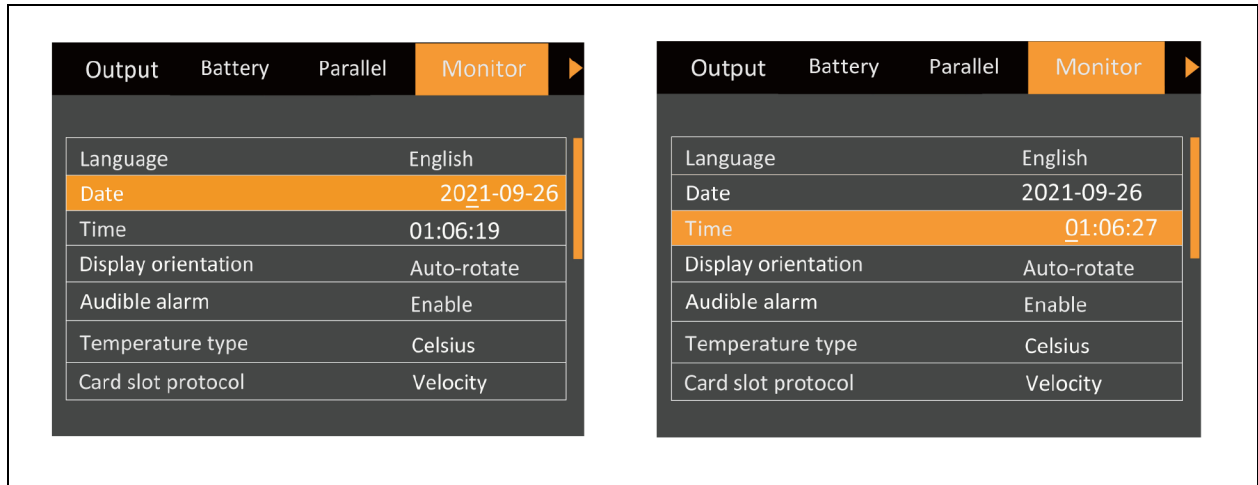 Output Battery Parallel Monitor
Language English
Date 2021-09-26
Time 01:06:19
Display orientation Auto-rotate
Audible alarm Enable
Temperature type Celsius
Card slot protocol Velocity
Output Battery Parallel Monitor
Language English
Date 2021-09-26
Time 01:06:27
Display orientation Auto-rotate
Audible alarm Enable
Temperature type Celsius
Card slot protocol Velocity